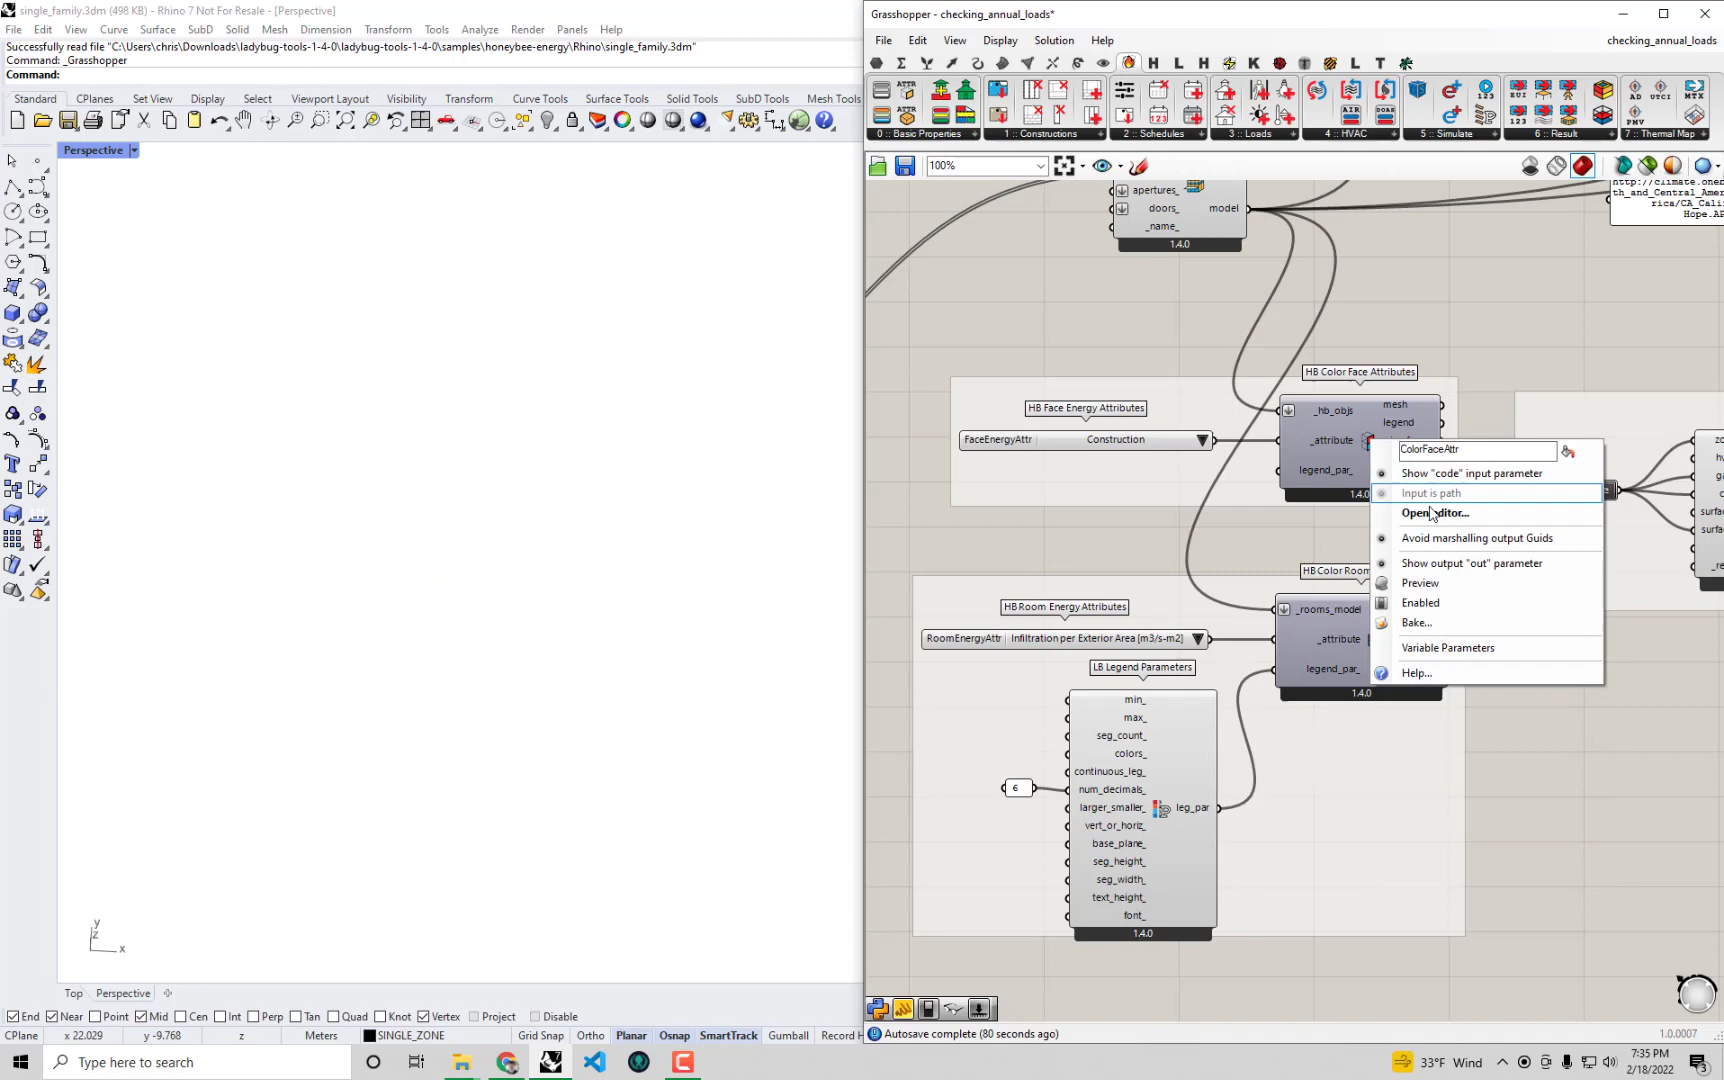 single_family.3dm (498 KB) - Rhino 7 Not For Resale - [Perspective]
File Edit View Curve Surface SubD Solid Mesh Dimension Transform Tools Analyze Render Panels Help
Successfully read file "C:\Users\chris\Downloads\ladybug-tools-1-4-0\ladybug-tools-1-4-0\samples\honeybee-energy\Rhino\single_family.3dm"
Command: _Grasshopper
Command:
Standard CPlanes Set View Display Select Viewport Layout Visibility Transform Curve Tools Surface Tools Solid Tools SubD Tools Mesh Tools
Perspective
y
z
x
Top Perspective
End Near Point Mid Cen Int Perp Tan Quad Knot Vertex Project Disable
CPlane x 22.029 y -9.768 z Meters SINGLE_ZONE Grid Snap Ortho Planar Osnap SmartTrack Gumball Record H
Grasshopper - checking_annual_loads*
File Edit View Display Solution Help
checking_annual_loads
0 :: Basic Properties 1 :: Constructions 2 :: Schedules 3 :: Loads 4 :: HVAC 5 :: Simulate 6 :: Result 7 :: Thermal Map
100%
apertures_
doors_ model
_name_
1.4.0
http://climate.oneb
th_and_Central_Amer
rica/CA_Cali
Hope.AP
HB Color Face Attributes
HB Face Energy Attributes
FaceEnergyAttr Construction
_hb_objs
_attribute
legend_par_
mesh
legend
1.4.0
ColorFaceAttr
Show "code" input parameter
Input is path
Open editor...
Avoid marshalling output Guids
Show output "out" parameter
Preview
Enabled
Bake...
Variable Parameters
Help...
HB Color Room
HB Room Energy Attributes
RoomEnergyAttr Infiltration per Exterior Area [m3/s-m2]
_rooms_model
_attribute
legend_par_
1.4.0
LB Legend Parameters
min_
max_
seg_count_
colors_
continuous_leg_
num_decimals_
larger_smaller_
vert_or_horiz_
base_plane_
seg_height_
seg_width_
text_height_
font_
leg_par
1.4.0
6
Autosave complete (80 seconds ago)
1.0.0007
Type here to search
33°F Wind
7:35 PM
2/18/2022
3